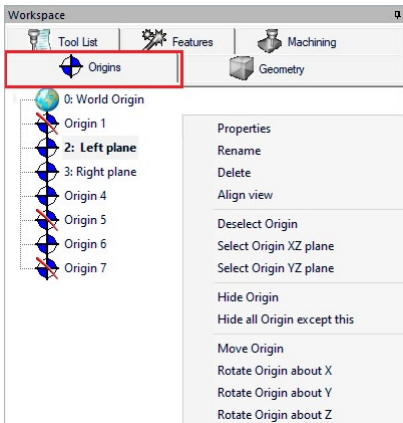 Workspace
Tool List
Features
Machining
Origins
Geometry
0: World Origin
Origin 1
2: Left plane
3: Right plane
Origin 4
Origin 5
Origin 6
Origin 7
Properties
Rename
Delete
Align view
Deselect Origin
Select Origin XZ plane
Select Origin YZ plane
Hide Origin
Hide all Origin except this
Move Origin
Rotate Origin about X
Rotate Origin about Y
Rotate Origin about Z